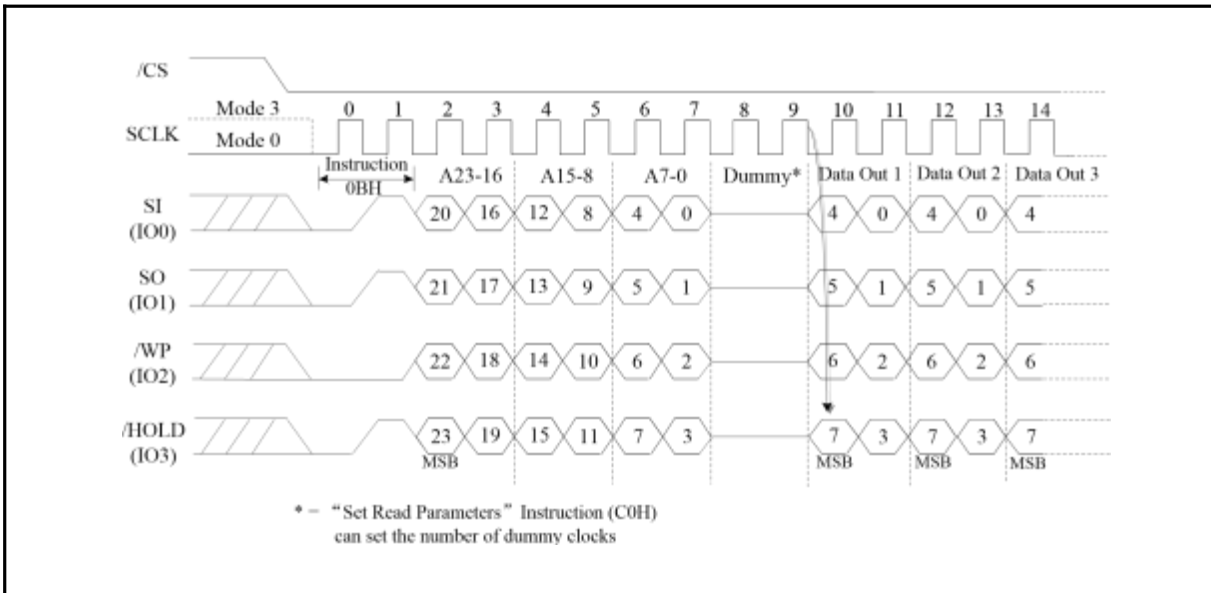 /CS
Mode 3 0 1 2 3 4 5 6 7 8 9 10 11 12 13 14
SCLK
Mode 0
Instruction
0BH
A23-16 A15-8 A7-0 Dummy* Data Out 1 Data Out 2 Data Out 3
SI
(IO0)
20 16 12 8 4 0 4 0 4 0 4
SO
(IO1)
21 17 13 9 5 1 5 1 5 1 5
/WP
(IO2)
22 18 14 10 6 2 6 2 6 2 6
/HOLD
(IO3)
23 19 15 11 7 3 7 3 7 3 7
MSB MSB MSB MSB
* = “Set Read Parameters” Instruction (C0H)
can set the number of dummy clocks